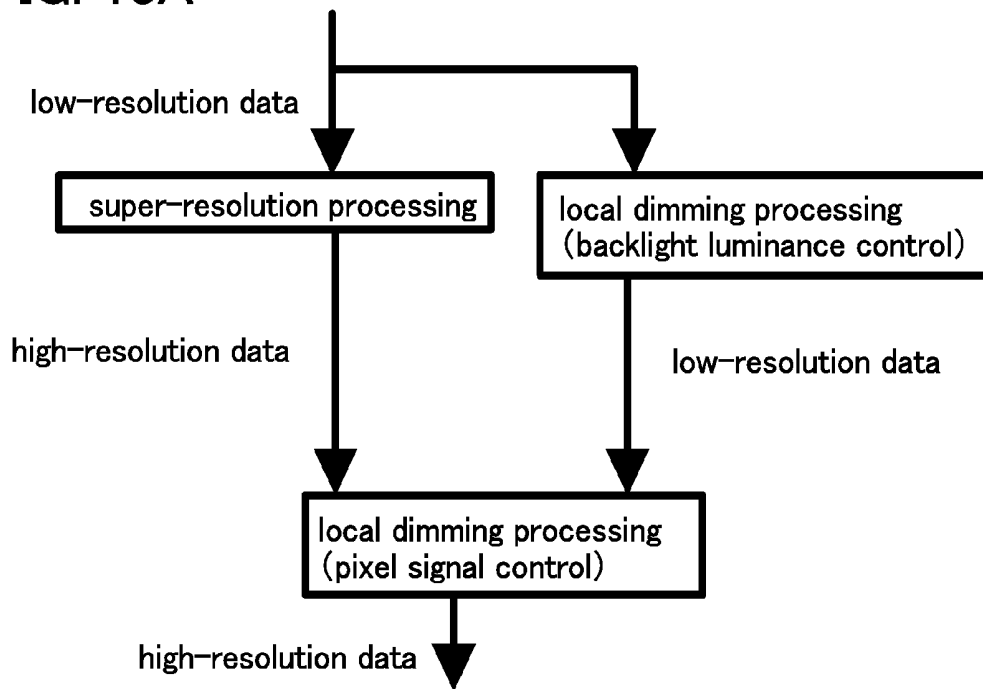 low-resolution data
super-resolution processing
local dimming processing
(backlight luminance control)
high-resolution data
low-resolution data
local dimming processing
(pixel signal control)
high-resolution data